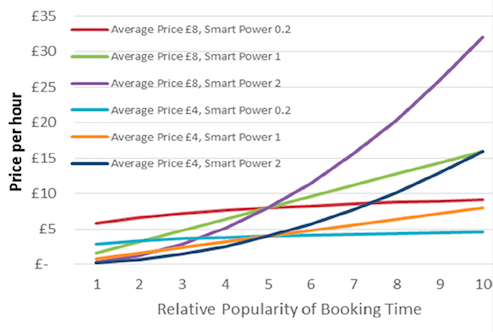 £35
£30
£25
£20
£15
£10
£5
£-
Price per hour
Average Price £8, Smart Power 0.2
Average Price £8, Smart Power 1
Average Price £8, Smart Power 2
Average Price £4, Smart Power 0.2
Average Price £4, Smart Power 1
Average Price £4, Smart Power 2
1 2 3 4 5 6 7 8 9 10
Relative Popularity of Booking Time